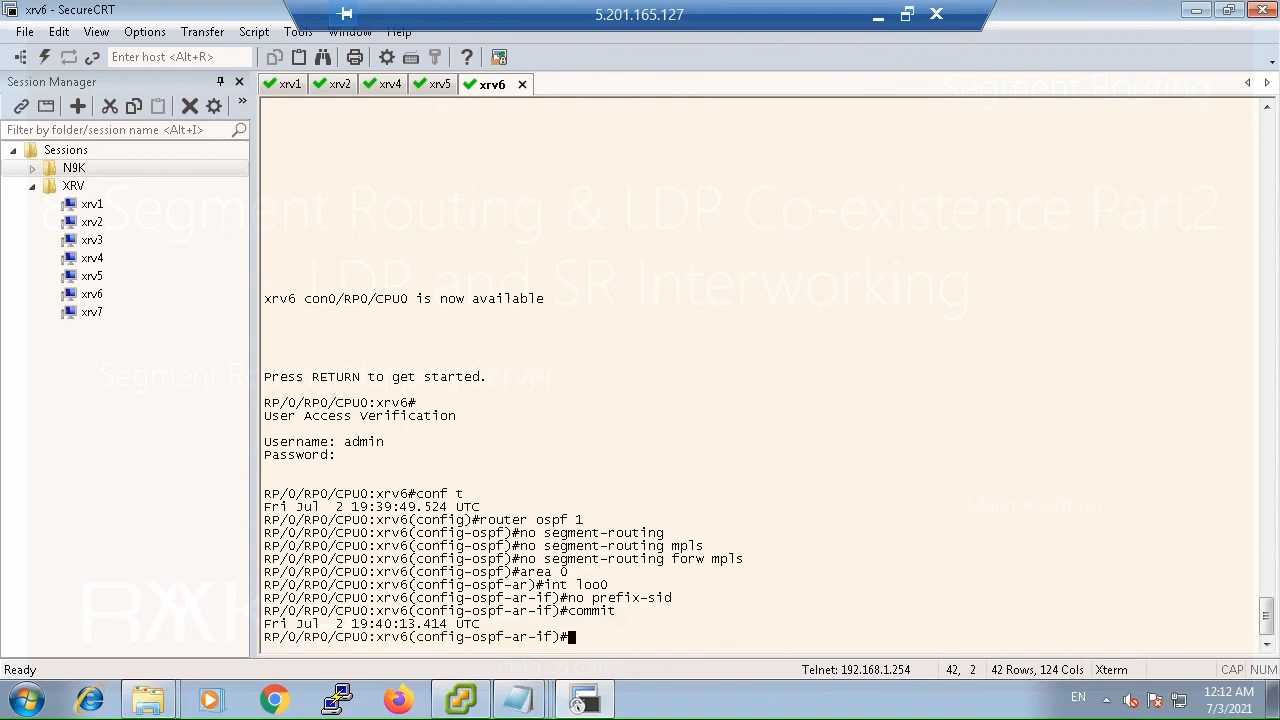 xrv6 - SecureCRT
5.201.165.127
File Edit View Options Transfer Script Tools Window Help
Enter host <Alt+R>
Session Manager
xrv1 xrv2 xrv4 xrv5 xrv6
Segment Routing
Filter by folder/session name <Alt+I>
Sessions
N9K
XRV
xrv1
xrv2
xrv3
xrv4
xrv5
xrv6
xrv7
8. Segment Routing & LDP Co-existence Part2
LDP and SR Interworking
xrv6 con0/RP0/CPU0 is now available
Press RETURN to get started.
RP/0/RP0/CPU0:xrv6#
User Access Verification
Username: admin
Password:
RP/0/RP0/CPU0:xrv6#conf t
Fri Jul 2 19:39:49.524 UTC
RP/0/RP0/CPU0:xrv6(config)#router ospf 1
RP/0/RP0/CPU0:xrv6(config-ospf)#no segment-routing
RP/0/RP0/CPU0:xrv6(config-ospf)#no segment-routing mpls
RP/0/RP0/CPU0:xrv6(config-ospf)#no segment-routing forw mpls
RP/0/RP0/CPU0:xrv6(config-ospf)#area 0
RP/0/RP0/CPU0:xrv6(config-ospf-ar)#int loo0
RP/0/RP0/CPU0:xrv6(config-ospf-ar-if)#no prefix-sid
RP/0/RP0/CPU0:xrv6(config-ospf-ar-if)#commit
Fri Jul 2 19:40:13.414 UTC
RP/0/RP0/CPU0:xrv6(config-ospf-ar-if)#
Ready
Telnet: 192.168.1.254 42, 2 42 Rows, 124 Cols Xterm CAP NUM
EN
12:12 AM
7/3/2021